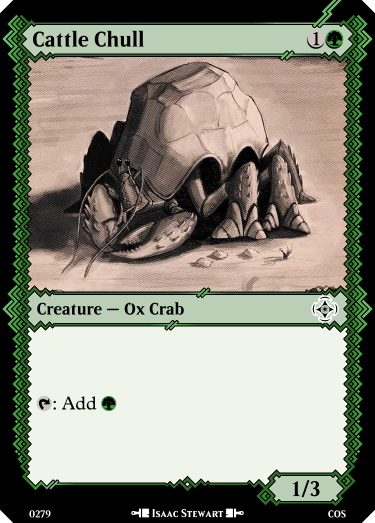 Cattle Chull 1
Creature — Ox Crab
: Add
1/3
0279 Isaac Stewart COS